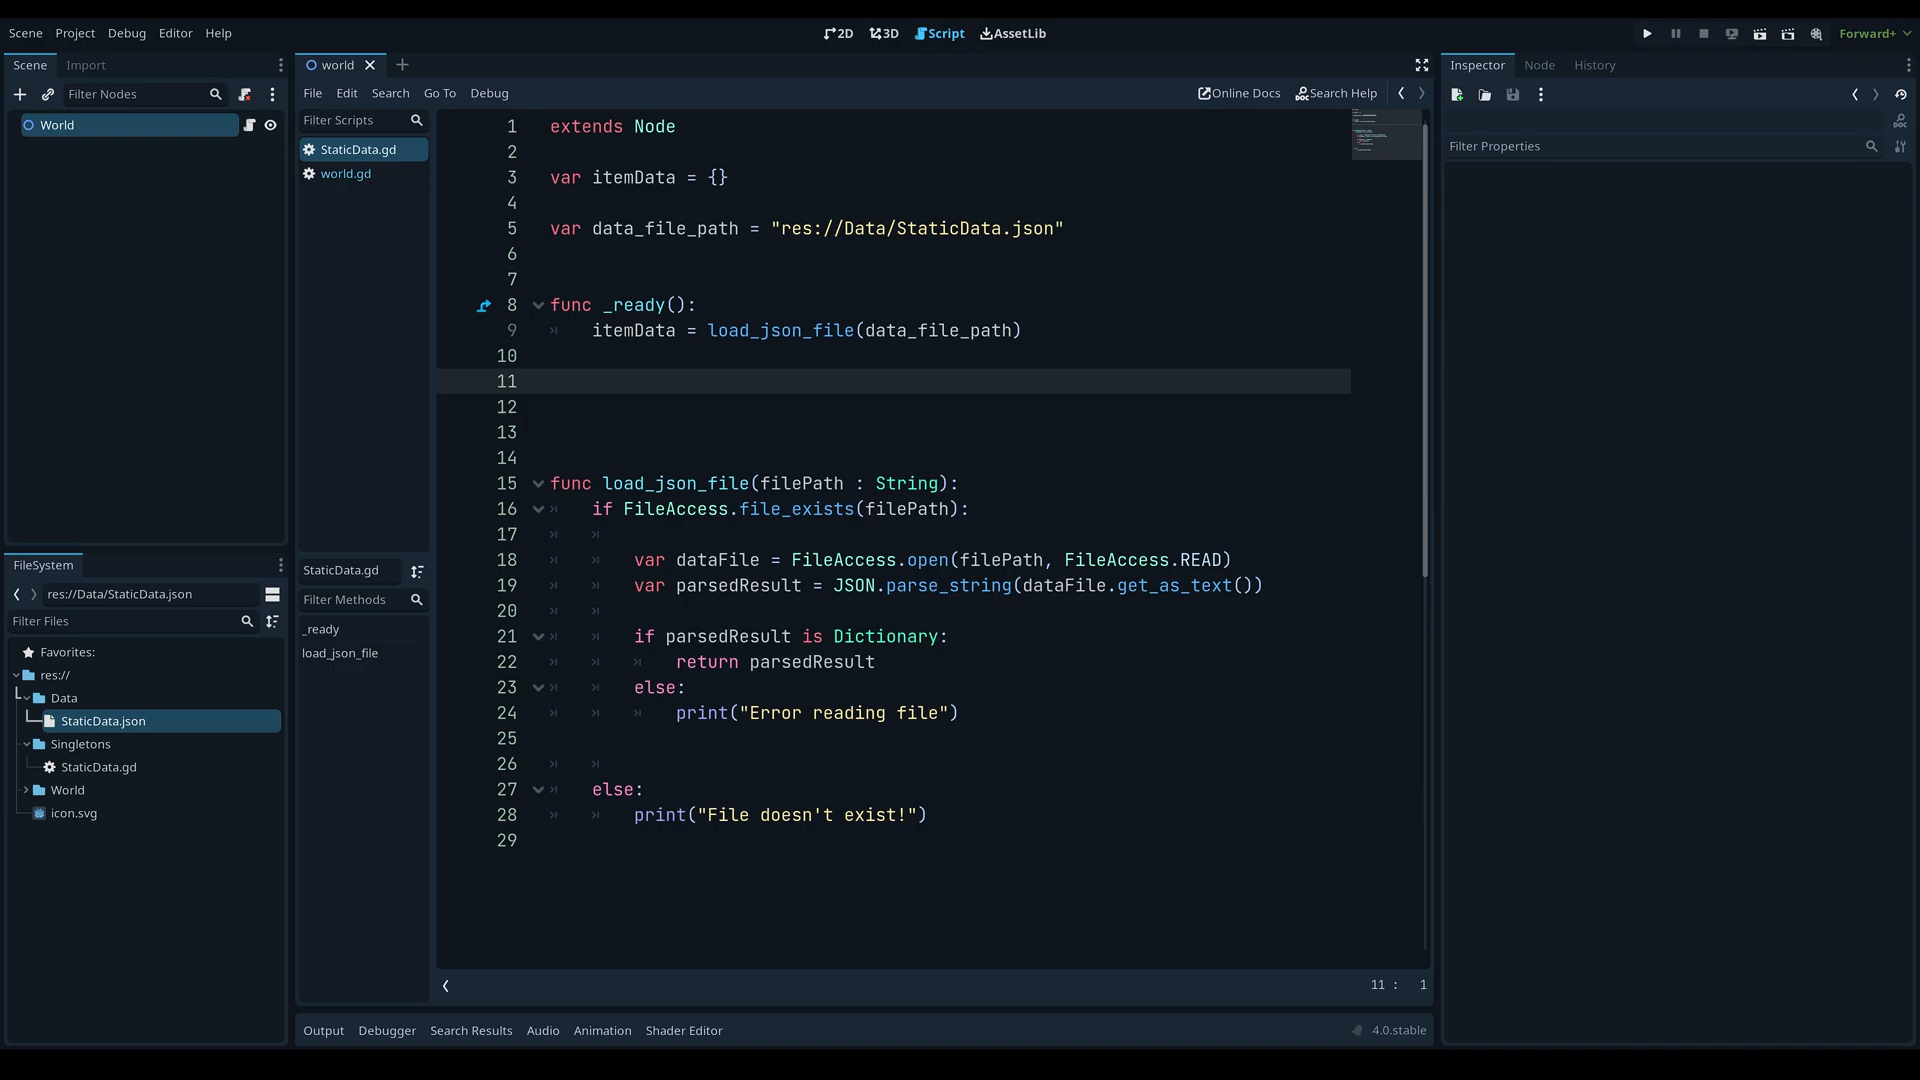 Scene Project Debug Editor Help
2D 3D Script AssetLib
Forward+
Scene Import
Filter Nodes
World
world
File Edit Search Go To Debug
Online Docs Search Help
Filter Scripts
StaticData.gd
world.gd
StaticData.gd
Filter Methods
_ready
load_json_file
1 extends Node
2
3 var itemData = {}
4
5 var data_file_path = "res://Data/StaticData.json"
6
7
8 func _ready():
9 itemData = load_json_file(data_file_path)
10
11
12
13
14
15 func load_json_file(filePath : String):
16 if FileAccess.file_exists(filePath):
17
18 var dataFile = FileAccess.open(filePath, FileAccess.READ)
19 var parsedResult = JSON.parse_string(dataFile.get_as_text())
20
21 if parsedResult is Dictionary:
22 return parsedResult
23 else:
24 print("Error reading file")
25
26
27 else:
28 print("File doesn't exist!")
29
11 : 1
Output Debugger Search Results Audio Animation Shader Editor
4.0.stable
FileSystem
res://Data/StaticData.json
Filter Files
Favorites:
res://
Data
StaticData.json
Singletons
StaticData.gd
World
icon.svg
Inspector Node History
Filter Properties